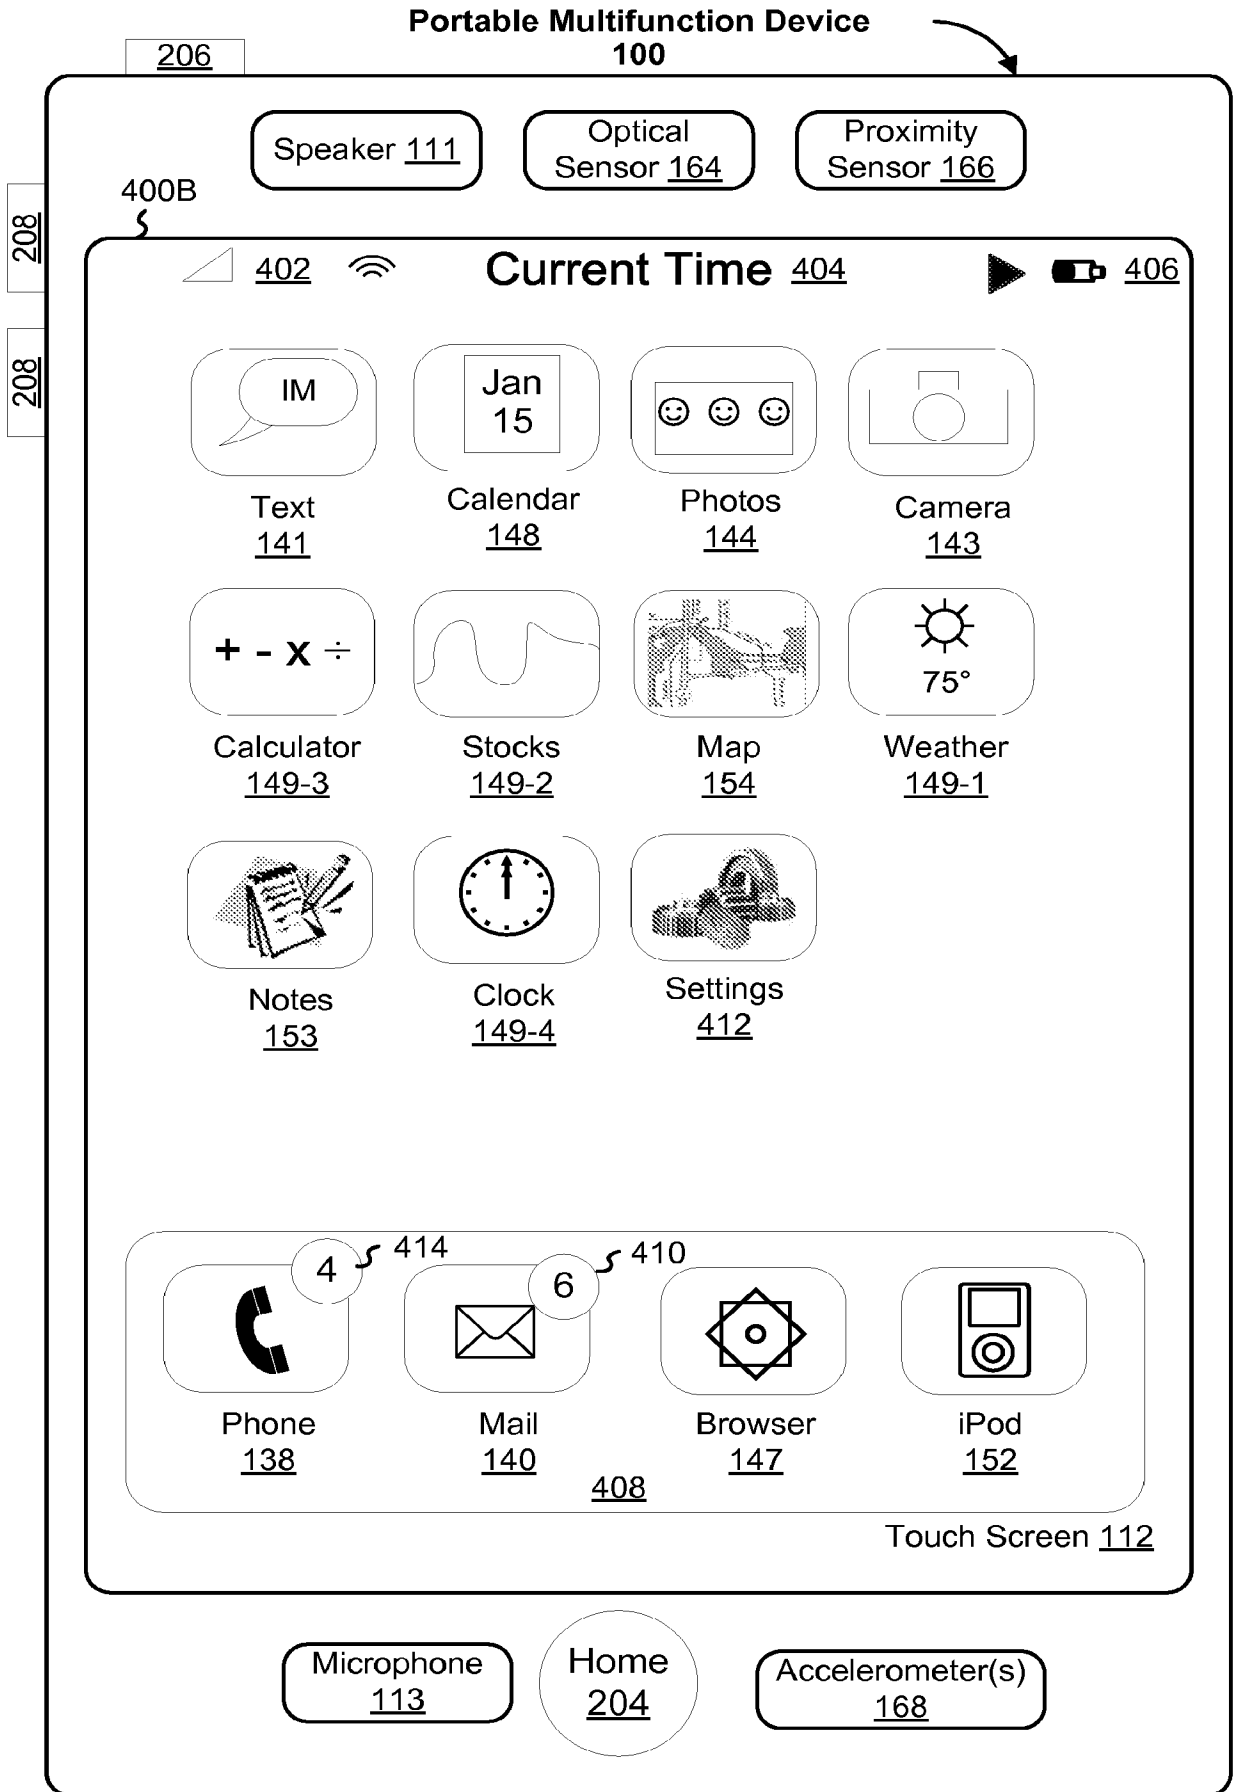 Portable Multifunction Device
100
206
Speaker 111
Optical
Sensor 164
Proximity
Sensor 166
400B
208
208
402
Current Time 404
406
IM
Jan
15
Text
141
Calendar
148
Photos
144
Camera
143
+ - x ÷
75°
Calculator
149-3
Stocks
149-2
Map
154
Weather
149-1
Notes
153
Clock
149-4
Settings
412
4
414
6
410
Phone
138
Mail
140
Browser
147
iPod
152
408
Touch Screen 112
Microphone
113
Home
204
Accelerometer(s)
168